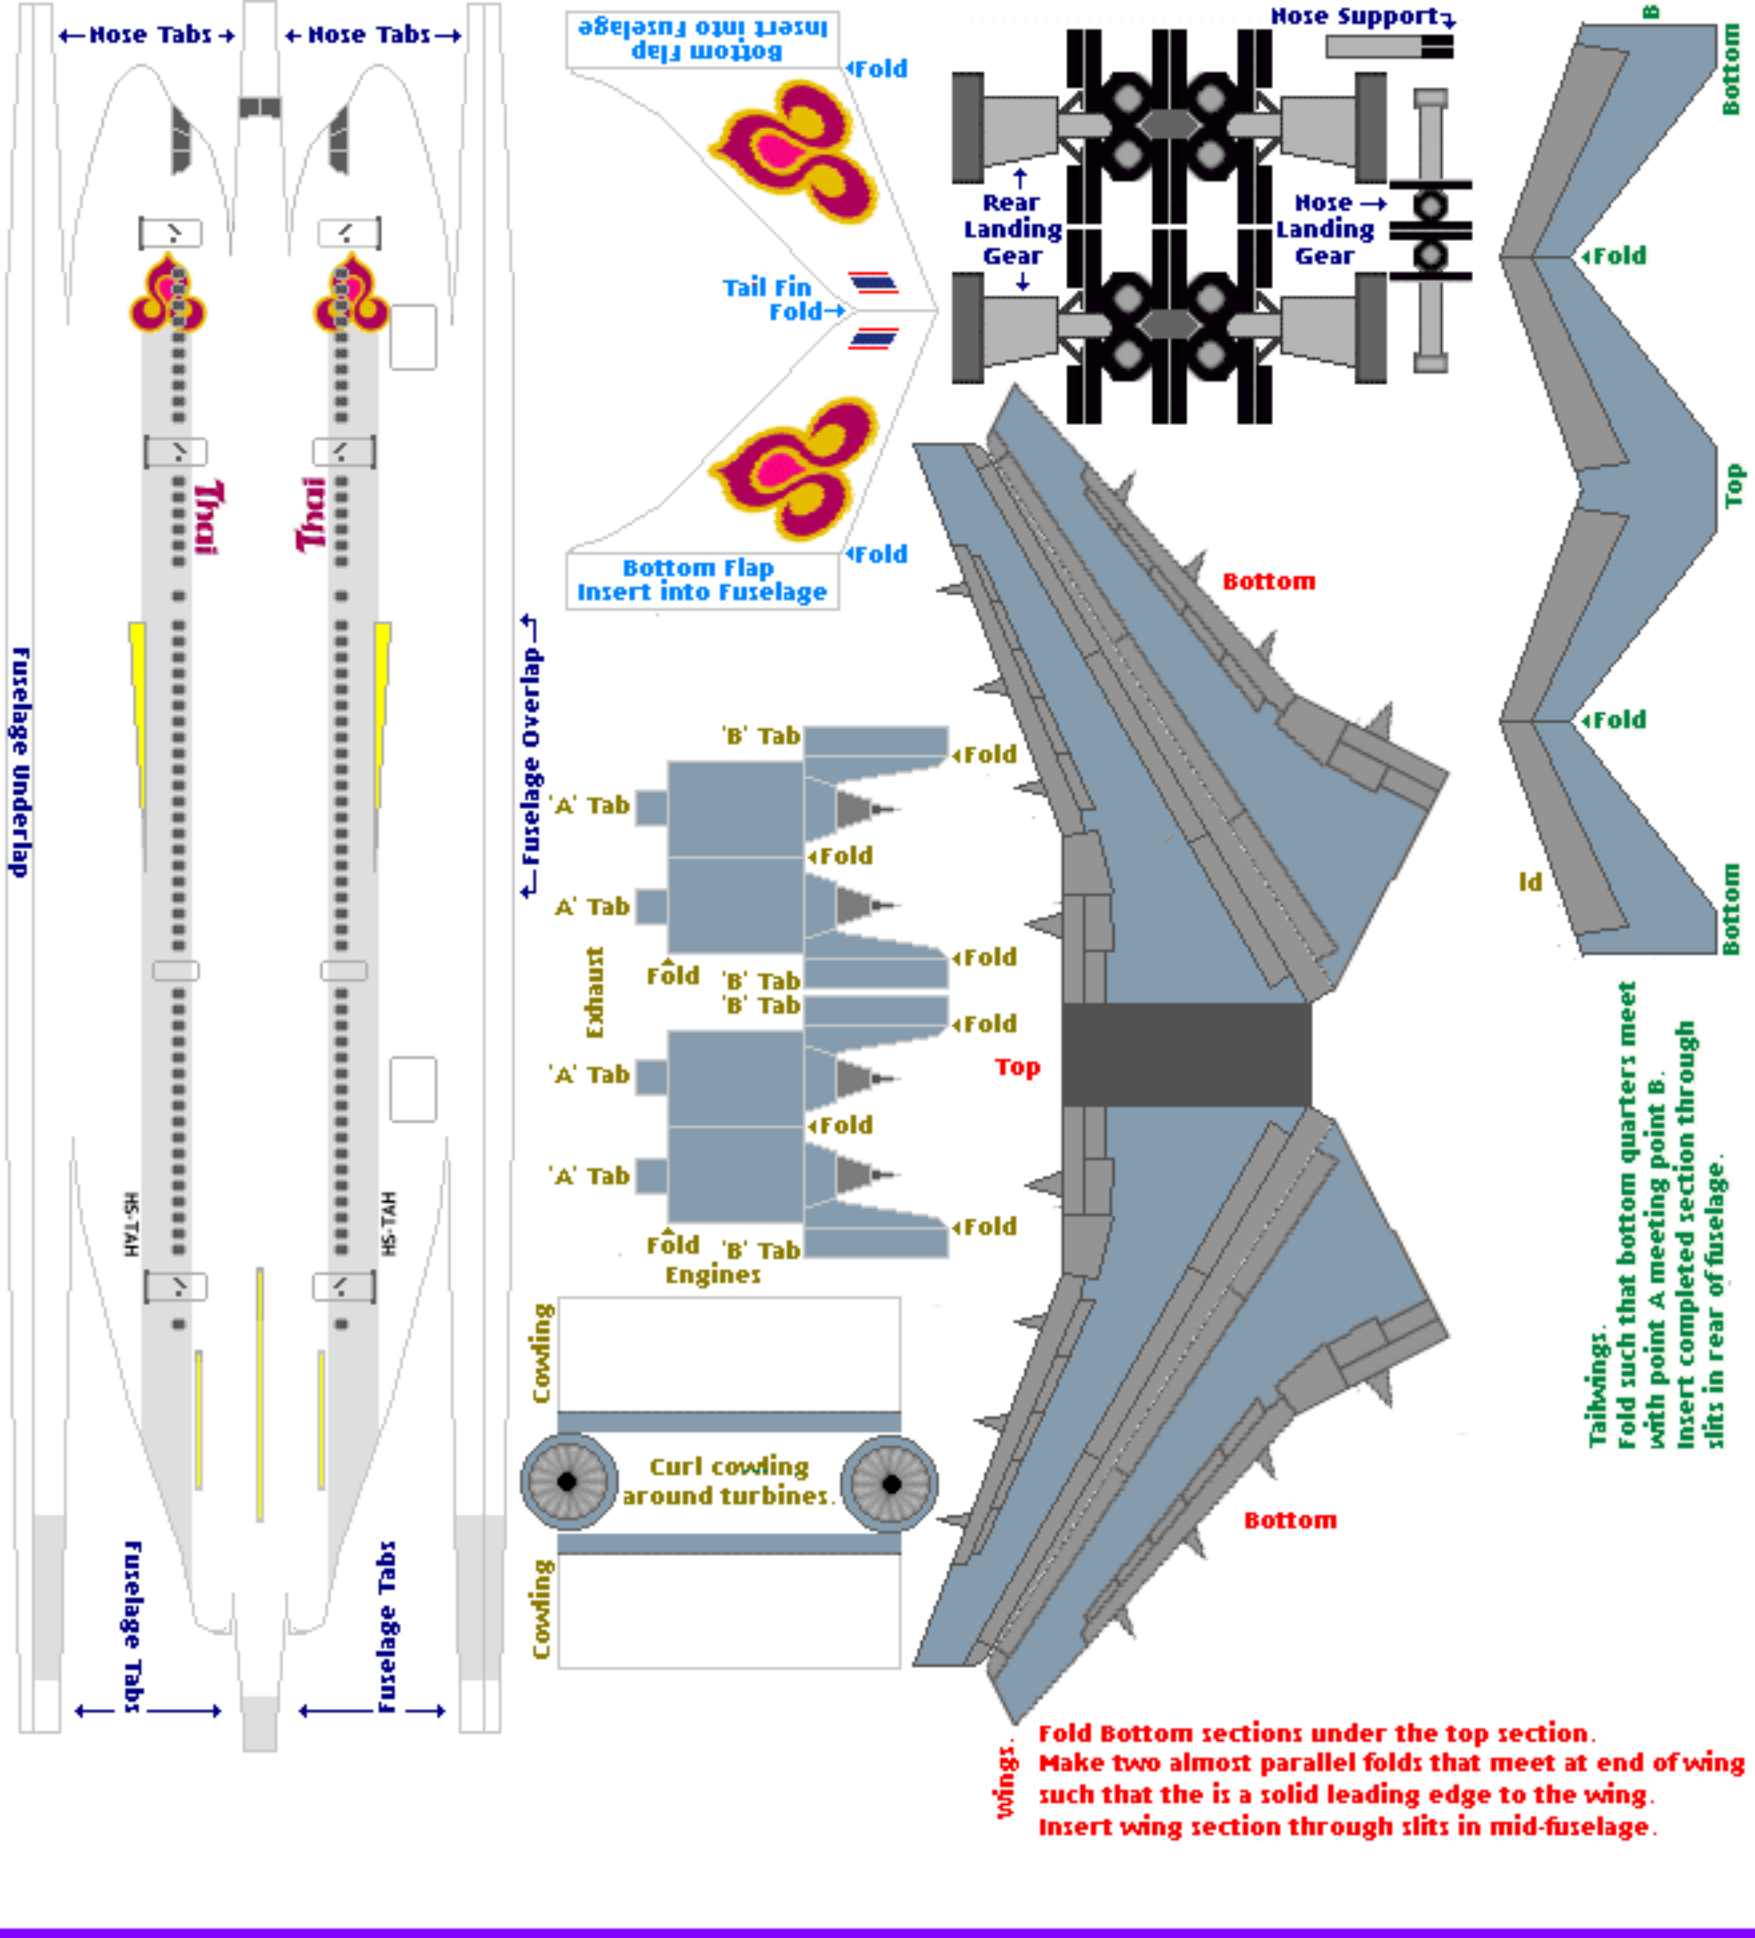 Nose Tabs
Nose Tabs
Insert into Fuselage
Bottom Flap
Fold
Nose Support
B
Bottom
Rear
Landing
Gear
Nose
Landing
Gear
Fold
Tail Fin
Fold
Thai
Thai
Top
Fold
Bottom Flap
Insert into Fuselage
Bottom
Fuselage Underlap
Fuselage Overlap
'B' Tab
Fold
Fold
'A' Tab
Fold
'A' Tab
ld
Bottom
Fold
Fold
'B' Tab
Exhaust
'B' Tab
Fold
Top
'A' Tab
Fold
'A' Tab
HS-TAH
HS-TAH
Fold
Fold
'B' Tab
Engines
Cowling
Curl cowling
around turbines.
Cowling
Bottom
Tailwings.
Fold such that bottom quarters meet
with point A meeting point B.
Insert completed section through
slits in rear of fuselage.
Fuselage Tabs
Fuselage Tabs
Wings.
Fold Bottom sections under the top section.
Make two almost parallel folds that meet at end of wing
such that the is a solid leading edge to the wing.
Insert wing section through slits in mid-fuselage.